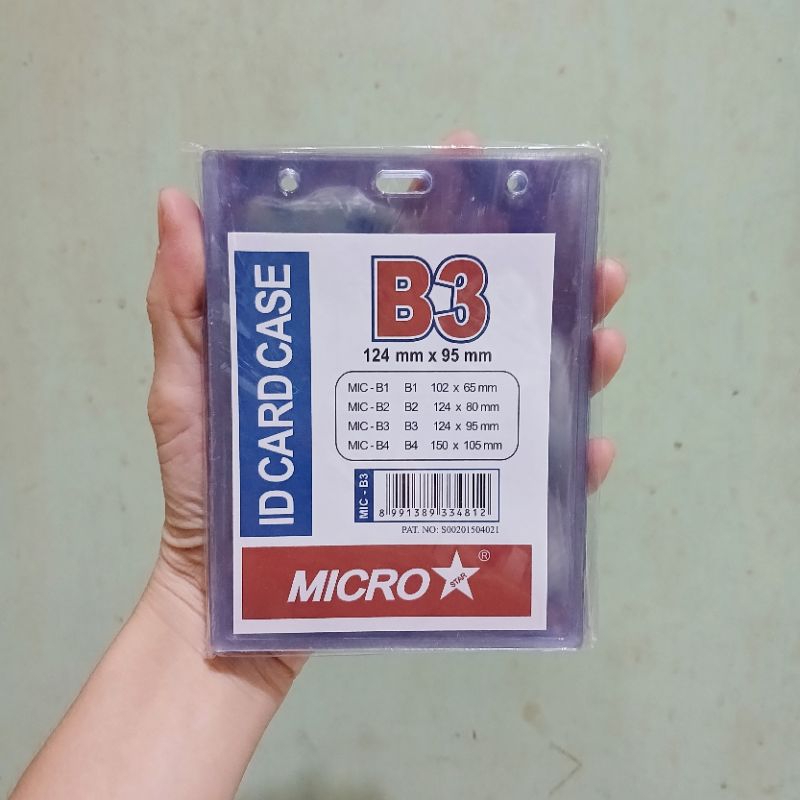 ID CARD CASE
B3
124 mm x 95 mm
MIC - B1 B1 102 x 65 mm
MIC - B2 B2 124 x 80 mm
MIC - B3 B3 124 x 95 mm
MIC - B4 B4 150 x 105 mm
MIC - B3
8 991389 334812
PAT. NO: S00201504021
MICRO STAR ®